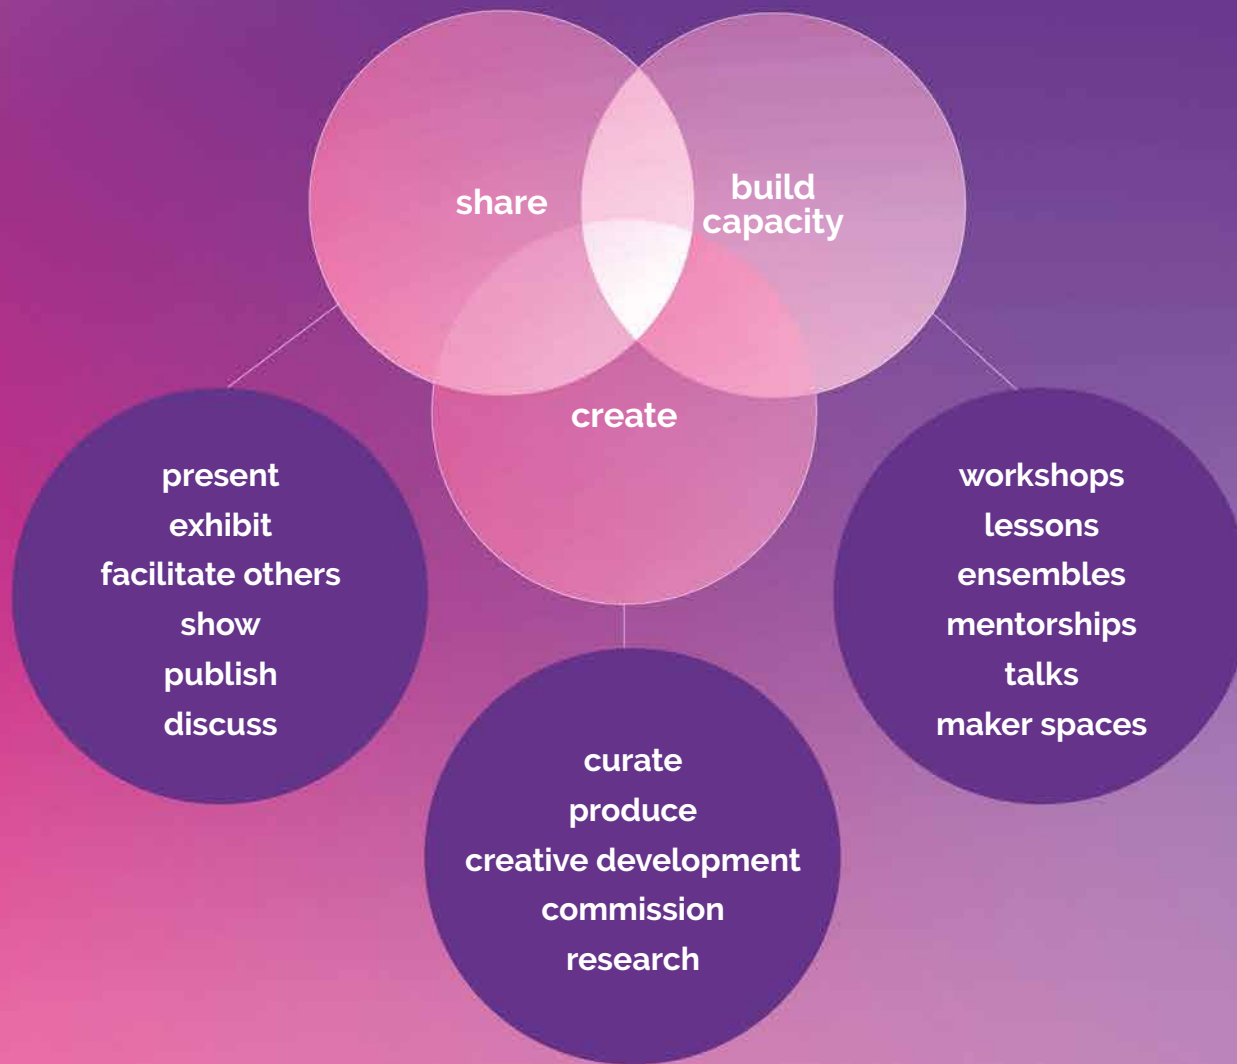 share
build
capacity
create
present
exhibit
facilitate others
show
publish
discuss
workshops
lessons
ensembles
mentorships
talks
maker spaces
curate
produce
creative development
commission
research